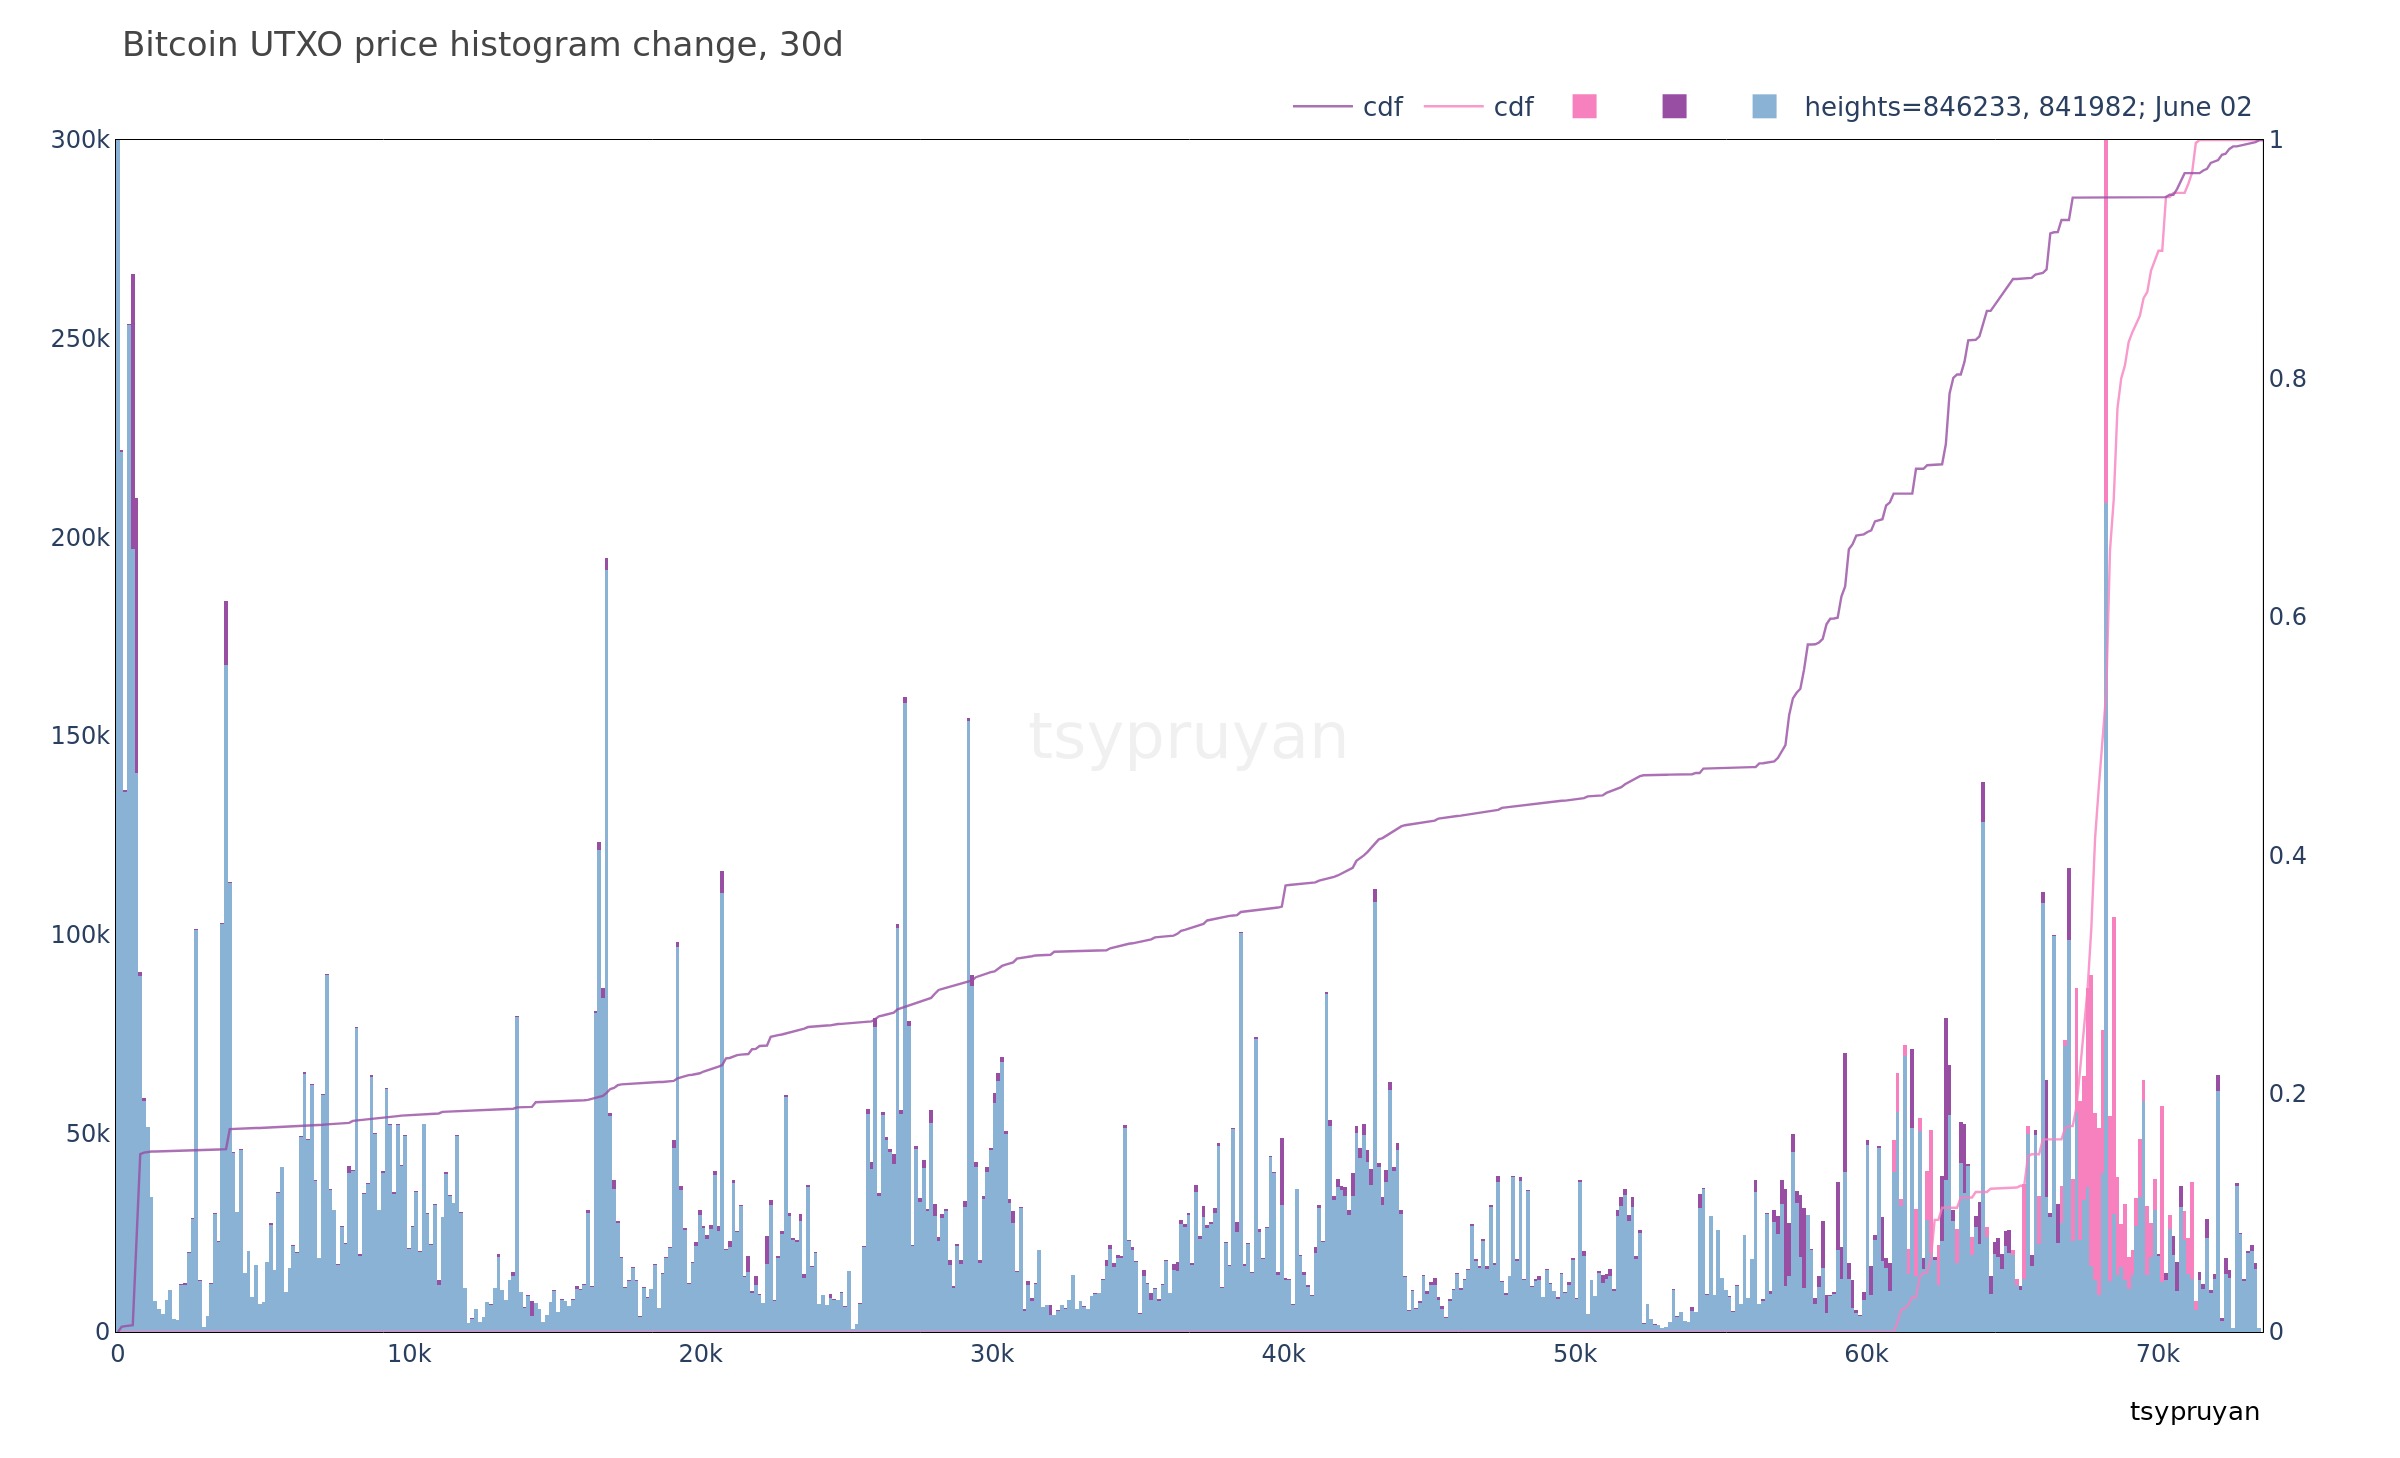 Bitcoin UTXO price histogram change, 30d
cdf cdf heights=846233, 841982; June 02
300k
250k
200k
150k
100k
50k
0
1
0.8
0.6
0.4
0.2
0
tsypruyan
0 10k 20k 30k 40k 50k 60k 70k
tsypruyan